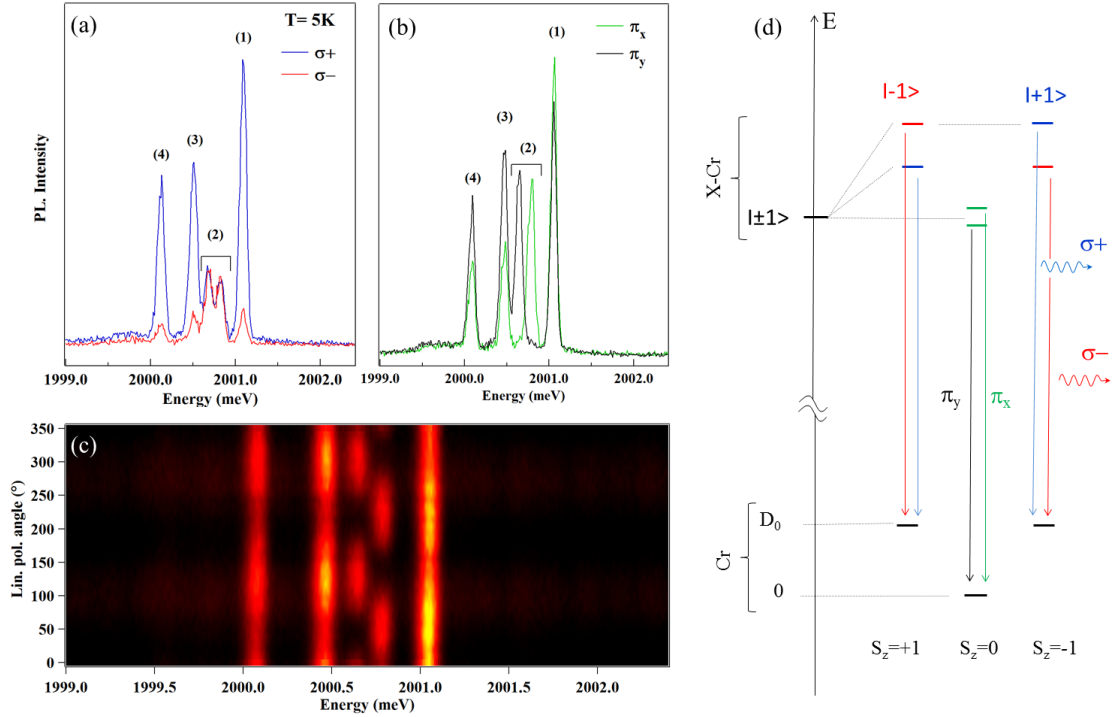 (a)
T= 5K
σ+
σ−
(1)
(2)
(3)
(4)
PL. Intensity
1999.0 2000.0 2001.0 2002.0
Energy (meV)
(b)
πx
πy
(1)
(3)
(2)
(4)
1999.0 2000.0 2001.0 2002.0
Energy (meV)
(c)
Lin. pol. angle (°)
350
300
250
200
150
100
50
0
1999.0 1999.5 2000.0 2000.5 2001.0 2001.5 2002.0
Energy (meV)
(d)
E
|-1>
|+1>
X-Cr
|±1>
σ+
σ−
πy
πx
D0
Cr
0
Sz=+1 Sz=0 Sz=-1